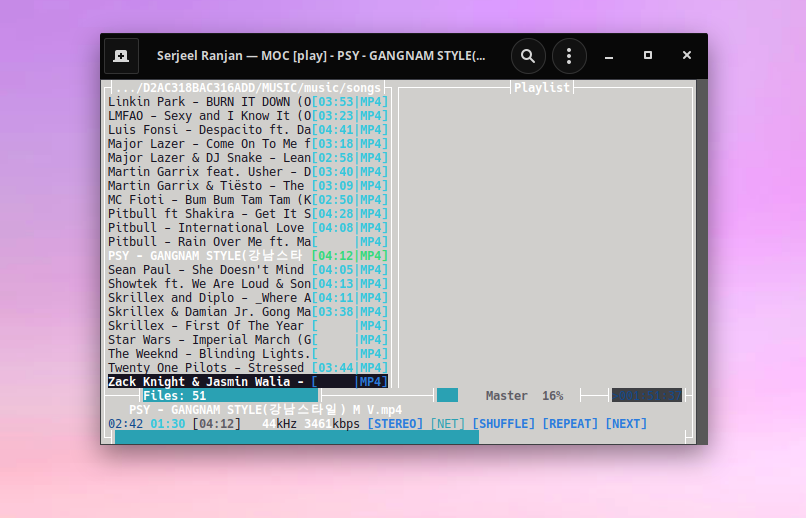 Serjeel Ranjan — MOC [play] - PSY - GANGNAM STYLE(...
.../D2AC318BAC316ADD/MUSIC/music/songs
Playlist
Linkin Park - BURN IT DOWN (O[03:53|MP4]
LMFAO - Sexy and I Know It (O[03:23|MP4]
Luis Fonsi - Despacito ft. Da[04:41|MP4]
Major Lazer - Come On To Me f[03:18|MP4]
Major Lazer & DJ Snake - Lean[02:58|MP4]
Martin Garrix feat. Usher - D[03:40|MP4]
Martin Garrix & Tiësto - The [03:09|MP4]
MC Fioti - Bum Bum Tam Tam (K[02:50|MP4]
Pitbull ft Shakira - Get It S[04:28|MP4]
Pitbull - International Love [04:08|MP4]
Pitbull - Rain Over Me ft. Ma[     |MP4]
PSY - GANGNAM STYLE(강남스타 [04:12|MP4]
Sean Paul - She Doesn't Mind [04:05|MP4]
Showtek ft. We Are Loud & Son[04:13|MP4]
Skrillex and Diplo - _Where A[04:11|MP4]
Skrillex & Damian Jr. Gong Ma[03:38|MP4]
Skrillex - First Of The Year [     |MP4]
Star Wars - Imperial March (G[     |MP4]
The Weeknd - Blinding Lights.[     |MP4]
Twenty One Pilots - Stressed [03:44|MP4]
Zack Knight & Jasmin Walia - [     |MP4]
Files: 51
Master 16%
PSY - GANGNAM STYLE(강남스타일) M V.mp4
02:42 01:30 [04:12] 44kHz 3461kbps [STEREO] [NET] [SHUFFLE] [REPEAT] [NEXT]